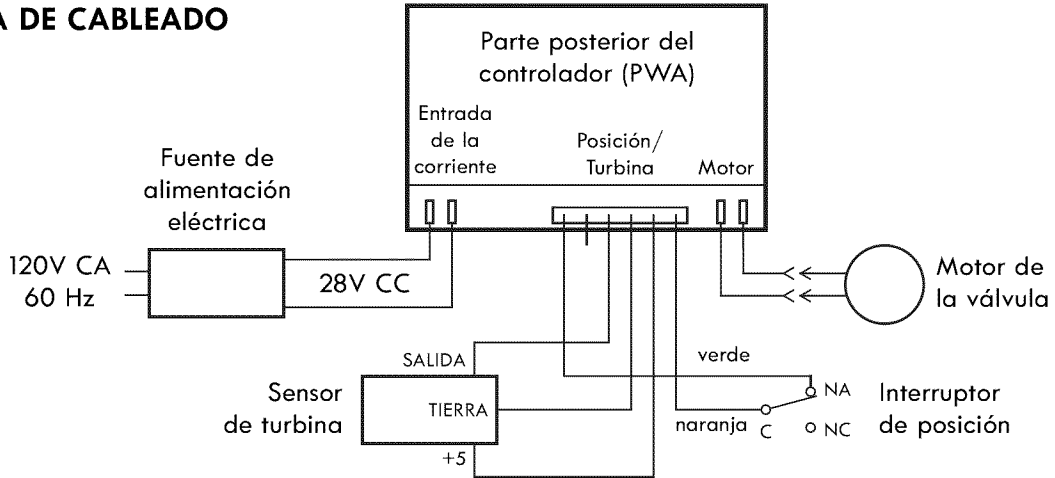 A DE CABLEADO
Parte posterior del
controlador (PWA)
Entrada
de la
corriente
Posición/
Turbina
Motor
Fuente de
alimentación
eléctrica
120V CA
60 Hz
28V CC
Motor de
la válvula
SALIDA
verde
Sensor
de turbina
TIERRA
+5
naranja
C
NA
NC
Interruptor
de posición